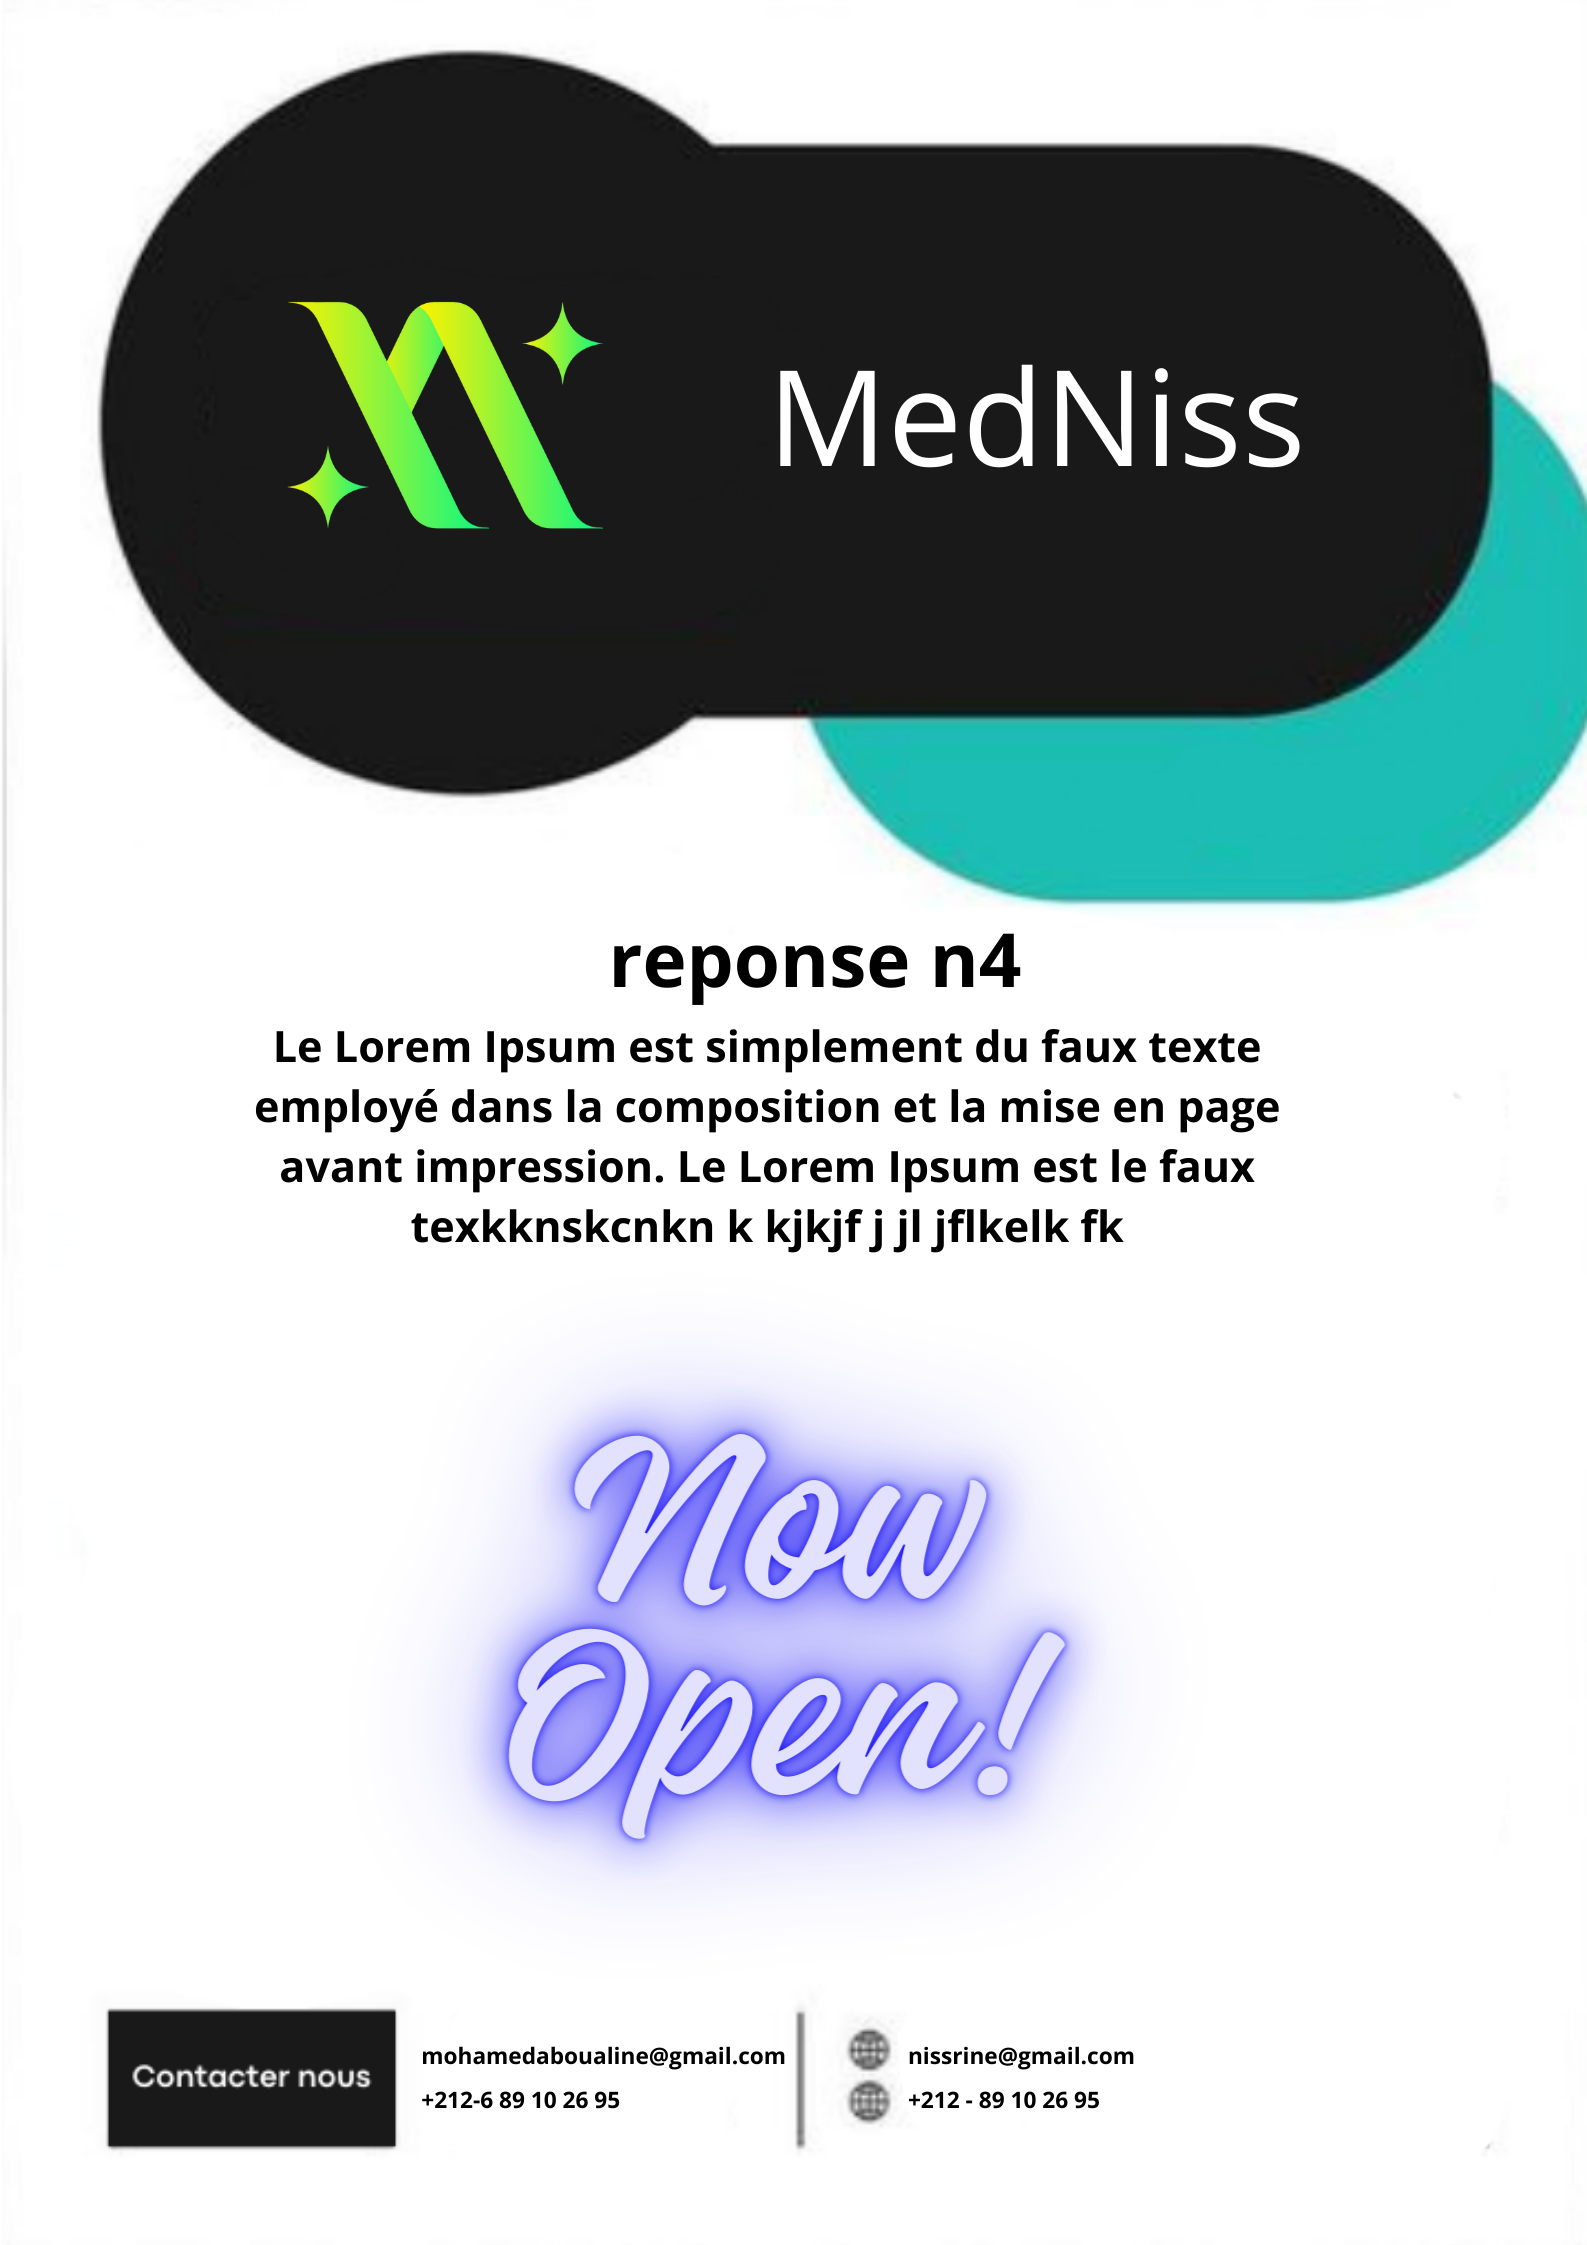 MedNiss
reponse n4
Le Lorem Ipsum est simplement du faux texte
employé dans la composition et la mise en page
avant impression. Le Lorem Ipsum est le faux
texkknskcnkn k kjkjf j jl jflkelk fk
Now
Open!
Contacter nous
mohamedaboualine@gmail.com
+212-6 89 10 26 95
nissrine@gmail.com
+212 - 89 10 26 95